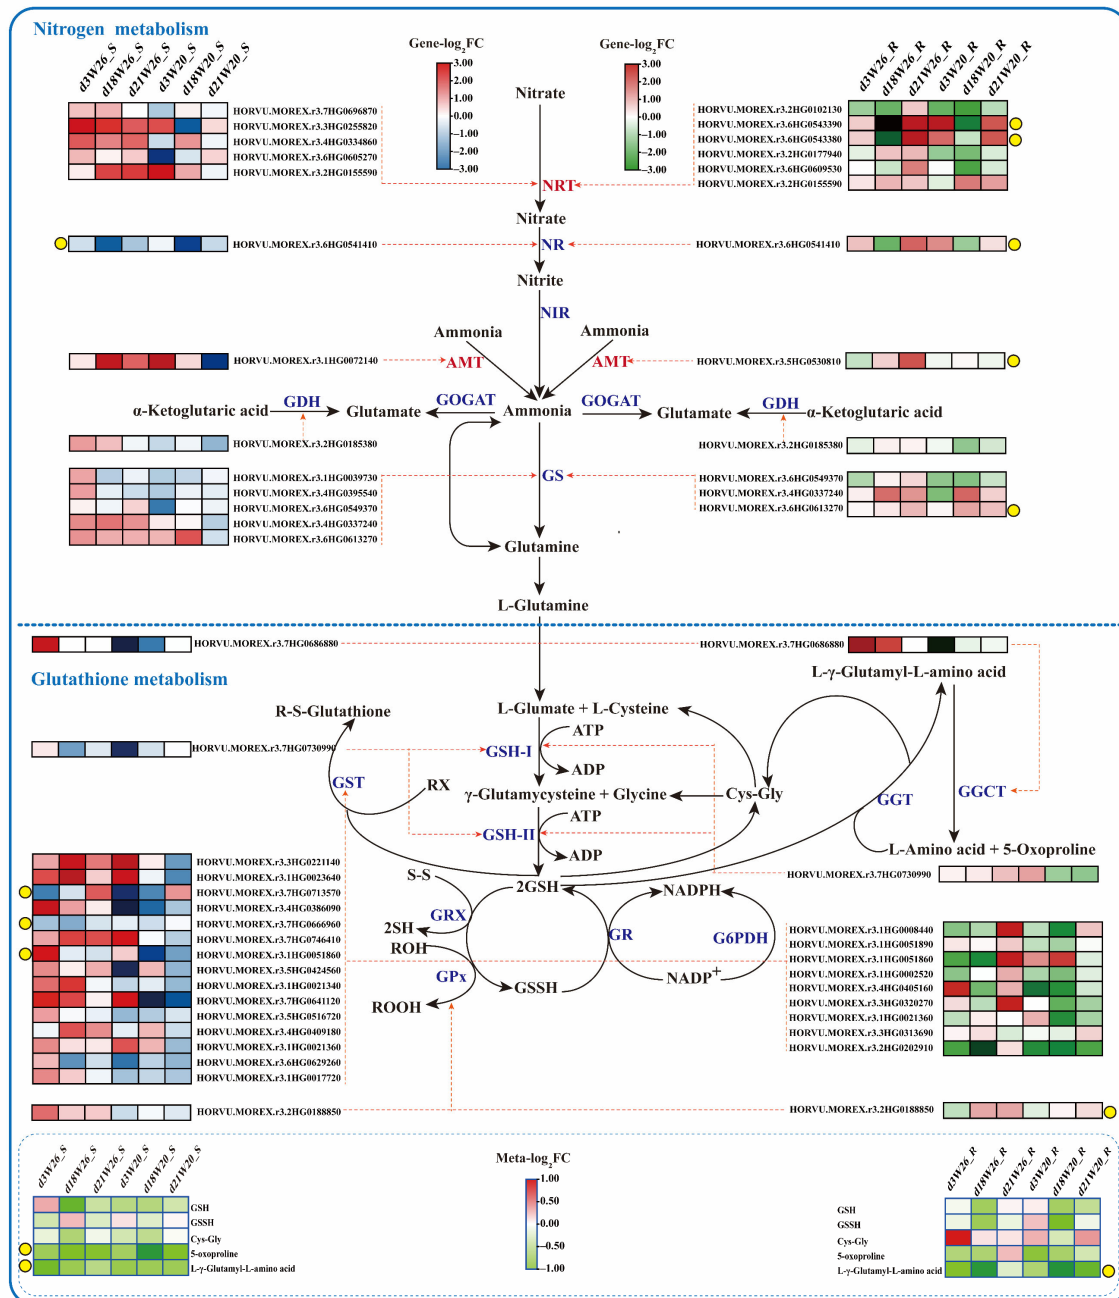 Nitrogen metabolism
d3W26_S
d18W26_S
d21W26_S
d3W20_S
d18W20_S
d21W20_S
Gene-log2FC
3.00
2.00
1.00
0.00
−1.00
−2.00
−3.00
Gene-log2FC
3.00
2.00
1.00
0.00
−1.00
−2.00
−3.00
d3W26_R
d18W26_R
d21W26_R
d3W20_R
d18W20_R
d21W20_R
HORVU.MOREX.r3.7HG0696870
HORVU.MOREX.r3.3HG0255820
HORVU.MOREX.r3.4HG0334860
HORVU.MOREX.r3.6HG0605270
HORVU.MOREX.r3.2HG0155590
Nitrate
HORVU.MOREX.r3.2HG0102130
HORVU.MOREX.r3.6HG0543390
HORVU.MOREX.r3.6HG0543380
HORVU.MOREX.r3.2HG0177940
HORVU.MOREX.r3.6HG0609530
HORVU.MOREX.r3.2HG0155590
NRT
Nitrate
HORVU.MOREX.r3.6HG0541410
NR
HORVU.MOREX.r3.6HG0541410
Nitrite
NIR
Ammonia
Ammonia
HORVU.MOREX.r3.1HG0072140
AMT
AMT
HORVU.MOREX.r3.5HG0530810
α-Ketoglutaric acid
GDH
Glutamate
GOGAT
Ammonia
GOGAT
Glutamate
GDH
α-Ketoglutaric acid
HORVU.MOREX.r3.2HG0185380
HORVU.MOREX.r3.2HG0185380
HORVU.MOREX.r3.1HG0039730
HORVU.MOREX.r3.4HG0395540
HORVU.MOREX.r3.6HG0549370
HORVU.MOREX.r3.4HG0337240
HORVU.MOREX.r3.6HG0613270
GS
HORVU.MOREX.r3.6HG0549370
HORVU.MOREX.r3.4HG0337240
HORVU.MOREX.r3.6HG0613270
Glutamine
L-Glutamine
HORVU.MOREX.r3.7HG0686880
HORVU.MOREX.r3.7HG0686880
Glutathione metabolism
L-γ-Glutamyl-L-amino acid
R-S-Glutathione
L-Glumate + L-Cysteine
HORVU.MOREX.r3.7HG0730990
ATP
GSH-I
ADP
GST
RX
γ-Glutamycysteine + Glycine
Cys-Gly
GGT
GGCT
ATP
GSH-II
ADP
L-Amino acid + 5-Oxoproline
HORVU.MOREX.r3.3HG0221140
HORVU.MOREX.r3.1HG0023640
HORVU.MOREX.r3.7HG0713570
HORVU.MOREX.r3.4HG0386090
HORVU.MOREX.r3.7HG0666960
HORVU.MOREX.r3.7HG0746410
HORVU.MOREX.r3.1HG0051860
HORVU.MOREX.r3.5HG0424560
HORVU.MOREX.r3.1HG0021340
HORVU.MOREX.r3.7HG0641120
HORVU.MOREX.r3.5HG0516720
HORVU.MOREX.r3.4HG0409180
HORVU.MOREX.r3.1HG0021360
HORVU.MOREX.r3.6HG0629260
HORVU.MOREX.r3.1HG0017720
S-S
2GSH
NADPH
HORVU.MOREX.r3.7HG0730990
GRX
2SH
ROH
GR
G6PDH
GPx
NADP+
GSSH
ROOH
HORVU.MOREX.r3.1HG0008440
HORVU.MOREX.r3.1HG0051890
HORVU.MOREX.r3.1HG0051860
HORVU.MOREX.r3.1HG0002520
HORVU.MOREX.r3.4HG0405160
HORVU.MOREX.r3.3HG0320270
HORVU.MOREX.r3.1HG0021360
HORVU.MOREX.r3.3HG0313690
HORVU.MOREX.r3.2HG0202910
HORVU.MOREX.r3.2HG0188850
HORVU.MOREX.r3.2HG0188850
d3W26_S
d18W26_S
d21W26_S
d3W20_S
d18W20_S
d21W20_S
Meta-log2FC
1.00
0.50
0.00
−0.50
−1.00
d3W26_R
d18W26_R
d21W26_R
d3W20_R
d18W20_R
d21W20_R
GSH
GSSH
Cys-Gly
5-oxoproline
L-γ-Glutamyl-L-amino acid
GSH
GSSH
Cys-Gly
5-oxoproline
L-γ-Glutamyl-L-amino acid